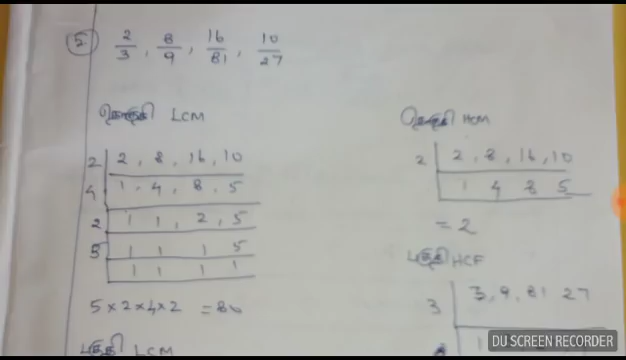 5. 2/3, 8/9, 16/81, 10/27
LCM
2 | 2, 8, 16, 10
4 | 1, 4, 8, 5
2 | 1 1, 2, 5
5 | 1 1 1 5
1 1 1 1
5 × 2 × 4 × 2 = 80
பகுதி LCM
HCM
2 | 2, 8, 16, 10
1 4 8 5
= 2
பகுதி HCF
3 | 3, 9, 81 27
DU SCREEN RECORDER